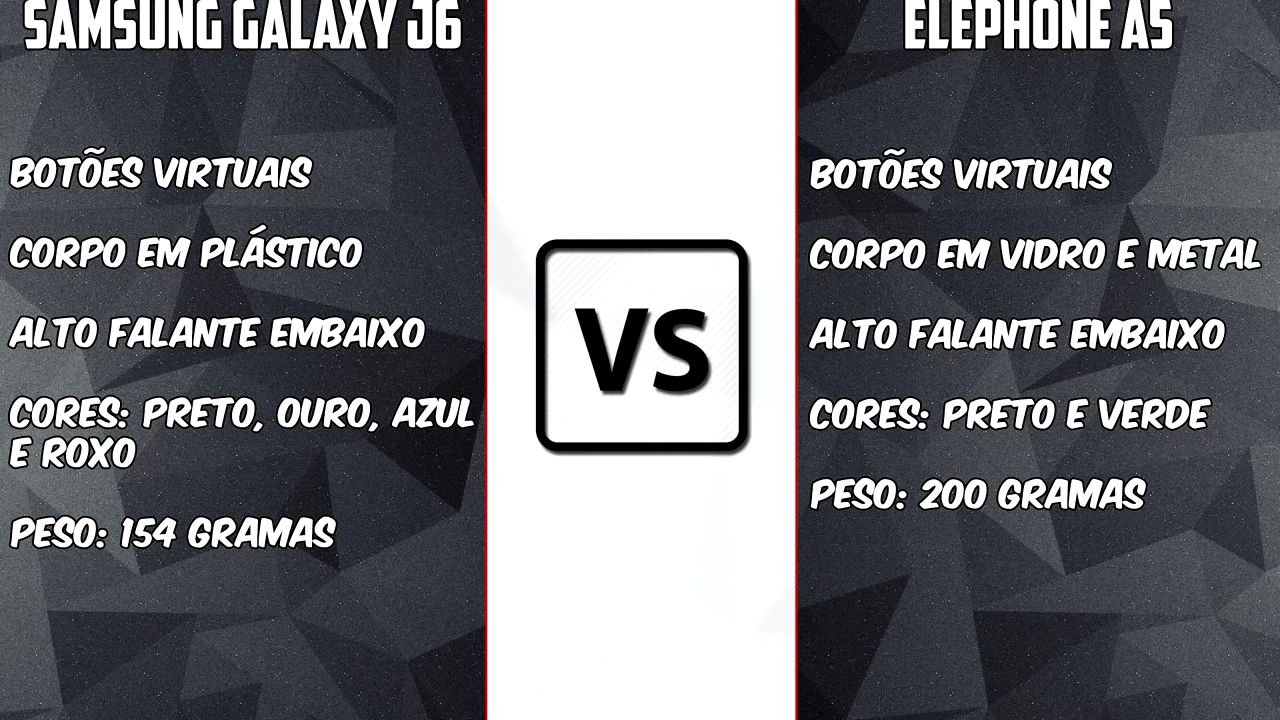 SAMSUNG GALAXY J6
BOTÕES VIRTUAIS
CORPO EM PLÁSTICO
ALTO FALANTE EMBAIXO
CORES: PRETO, OURO, AZUL
E ROXO
PESO: 154 GRAMAS
VS
ELEPHONE A5
BOTÕES VIRTUAIS
CORPO EM VIDRO E METAL
ALTO FALANTE EMBAIXO
CORES: PRETO E VERDE
PESO: 200 GRAMAS